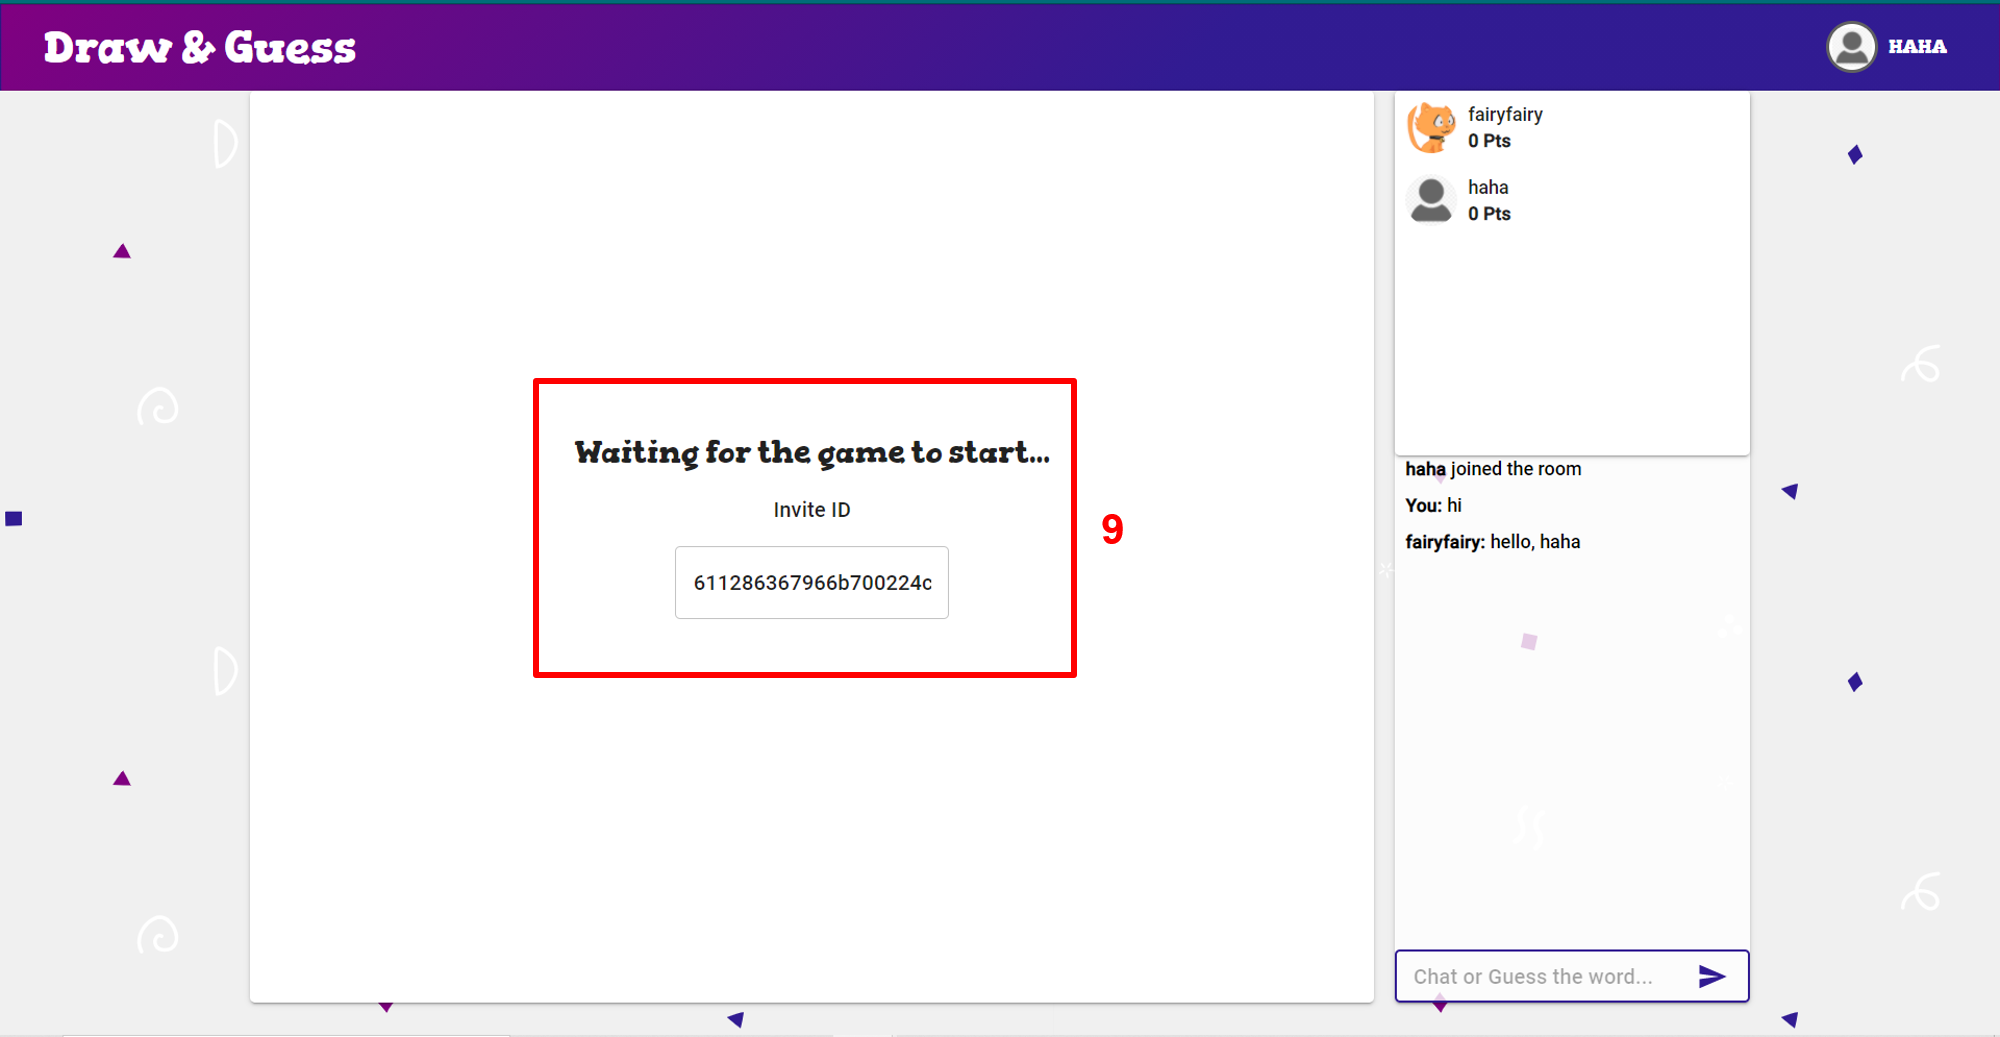 Draw & Guess
HAHA
fairyfairy
0 Pts
haha
0 Pts
Waiting for the game to start...
Invite ID
611286367966b700224c
9
haha joined the room
You: hi
fairyfairy: hello, haha
Chat or Guess the word...